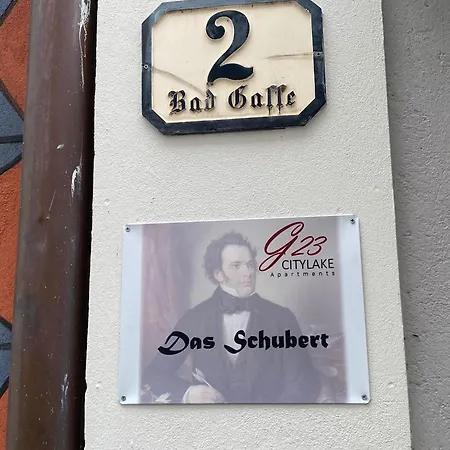 2
Bad Gasse
G23
CITYLAKE
Apartments
Das Schubert